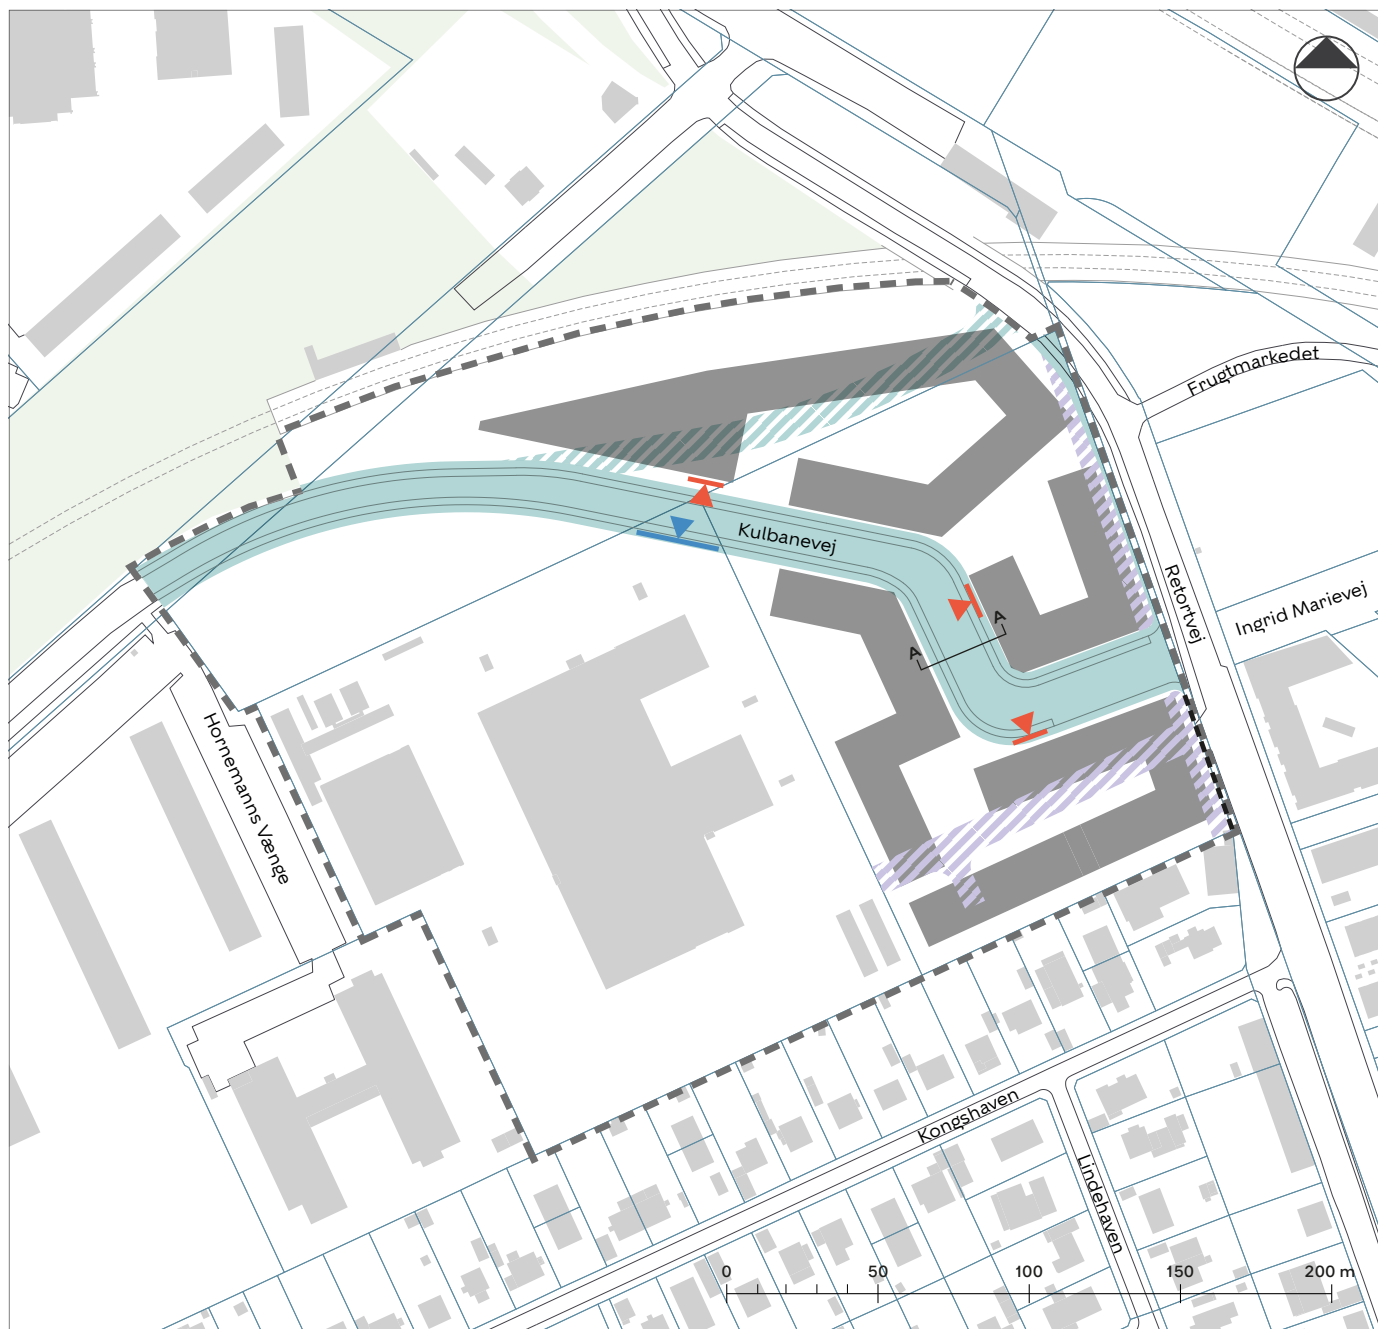 Frugtmarkedet
Kulbanevej
Retortvej
Ingrid Marievej
A
A
Hornemanns Vænge
Kongshaven
Lindehaven
0 50 100 150 200 m